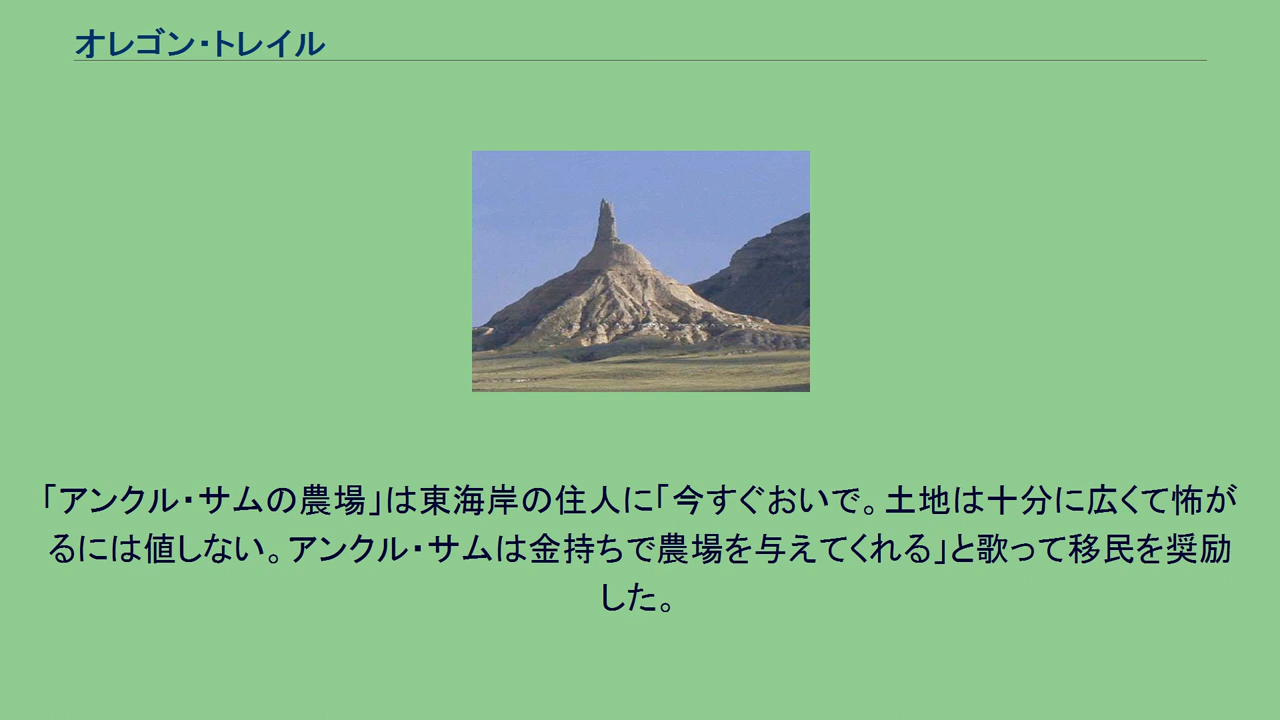 オレゴン・トレイル
「アンクル・サムの農場」は東海岸の住人に「今すぐおいで。土地は十分に広くて怖が
るには値しない。アンクル・サムは金持ちで農場を与えてくれる」と歌って移民を奨励
した。